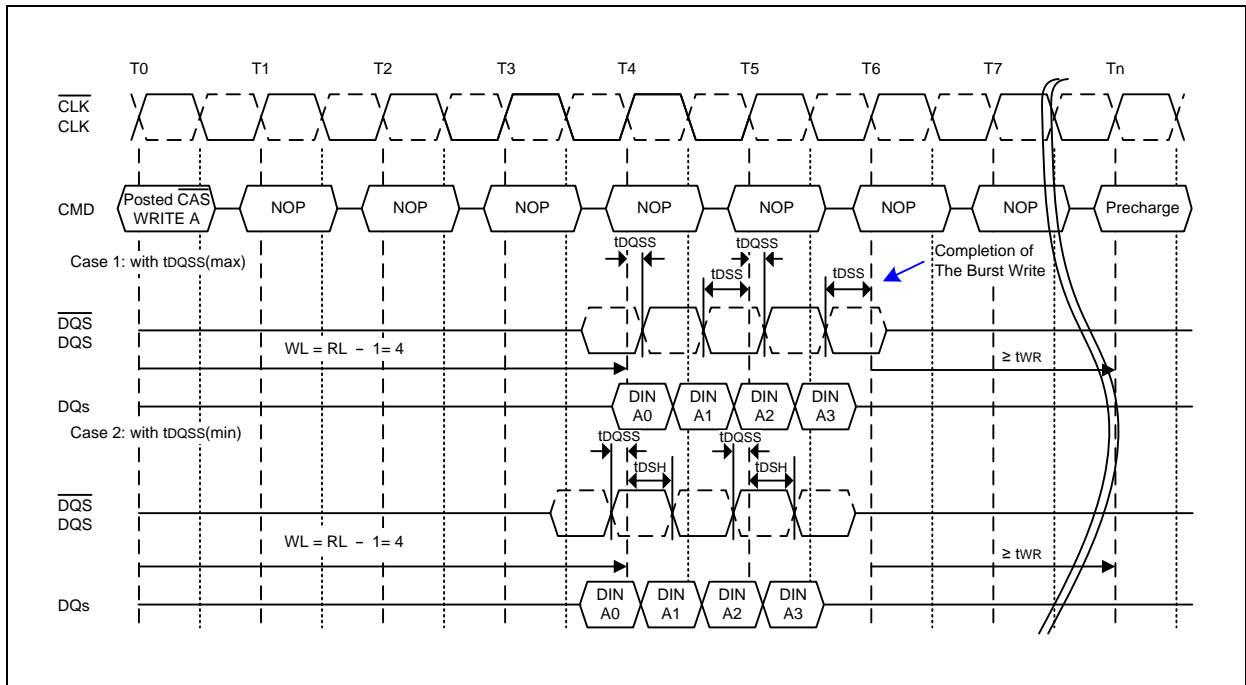 T0 T1 T2 T3 T4 T5 T6 T7 Tn
CLK
CLK
CMD
Posted CAS
WRITE A
NOP NOP NOP NOP NOP NOP NOP Precharge
Case 1: with tDQSS(max)
tDQSS tDQSS
tDSS tDSS
Completion of
The Burst Write
DQS
DQS
WL = RL - 1= 4
≥ tWR
DQs
DIN DIN DIN DIN
A0 A1 A2 A3
Case 2: with tDQSS(min)
tDQSS tDQSS
tDSH tDSH
DQS
DQS
WL = RL - 1= 4
≥ tWR
DQs
DIN DIN DIN DIN
A0 A1 A2 A3